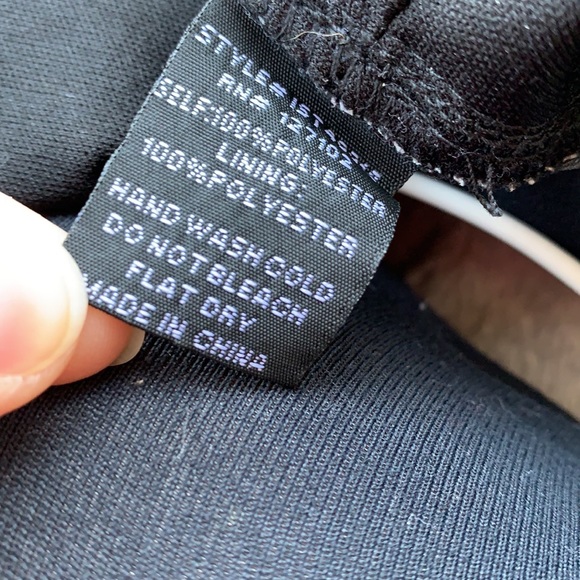 STYLE#
RN# 127102
SELF:100%POLYESTER
LINING:
100%POLYESTER
HAND WASH COLD
DO NOT BLEACH
FLAT DRY
MADE IN CHINA